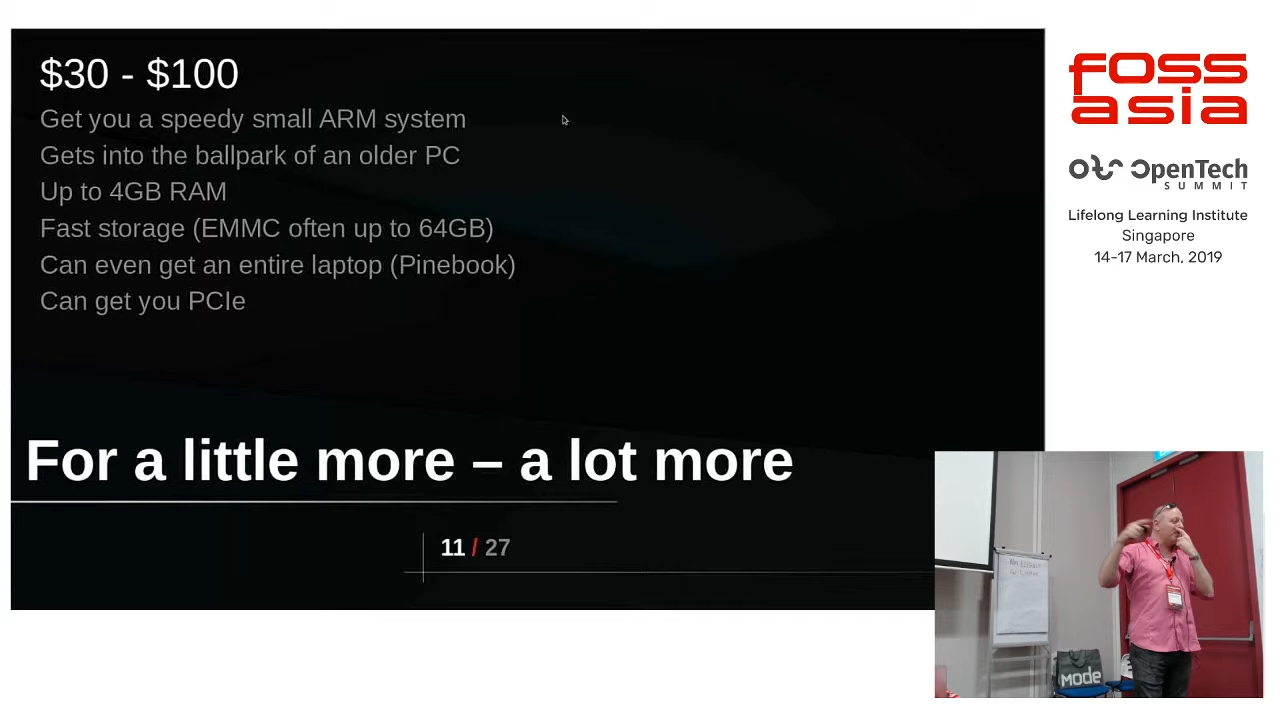 $30 - $100
Get you a speedy small ARM system
Gets into the ballpark of an older PC
Up to 4GB RAM
Fast storage (EMMC often up to 64GB)
Can even get an entire laptop (Pinebook)
Can get you PCIe
For a little more – a lot more
11 / 27
foss
asia
OpenTech
SUMMIT
Lifelong Learning Institute
Singapore
14-17 March, 2019
mode